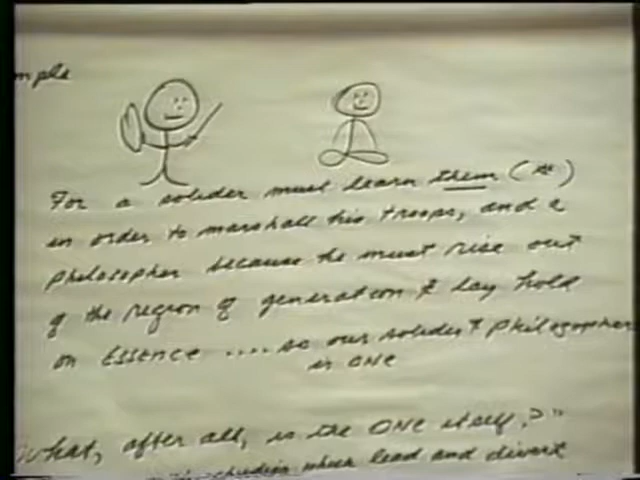 mple
For a solider must learn them (#)
in order to marshall his troops, and a
philosopher because he must rise out
of the region of generation & lay hold
on Essence .... so our solider & philosopher
is ONE
What, after all, is the ONE itself?"
studies which lead and divert